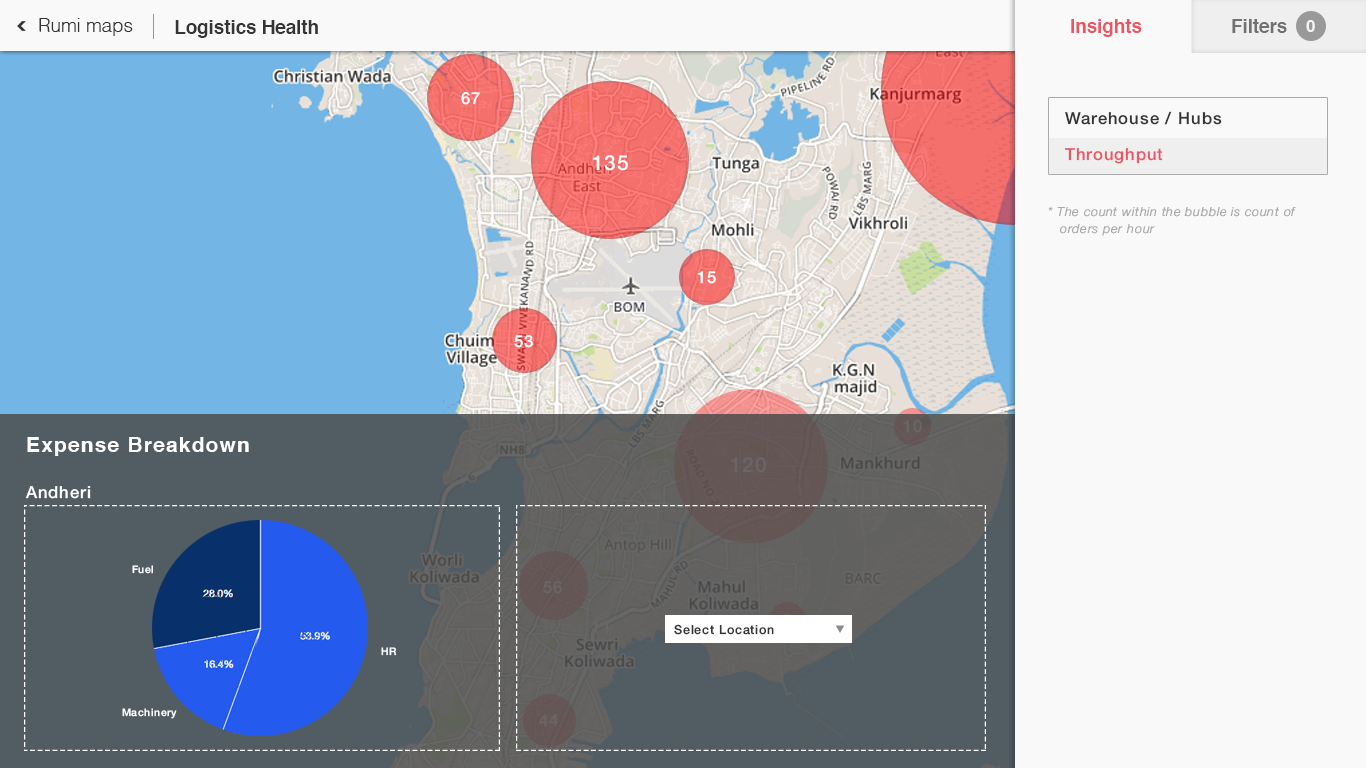 Rumi maps
Logistics Health
Insights
Filters
0
Christian Wada
67
135
Andheri
East
East
Kanjurmarg
PIPELINE RD
Tunga
POWAI RD
LBS MARG
Vikhroli
Mohli
15
BOM
VIVEKANAND RD
Chuim
Village
53
K.G.N
majid
Warehouse / Hubs
Throughput
* The count within the bubble is count of
orders per hour
Expense Breakdown
LBS MARG
NH8
120
10
Mankhurd
Andheri
Fuel
28.0%
53.9%
HR
16.4%
Machinery
Worli
Koliwada
Antop Hill
56
MAHUL RD
Mahul
Koliwada
BARC
Select Location
Sewri
Koliwada
44